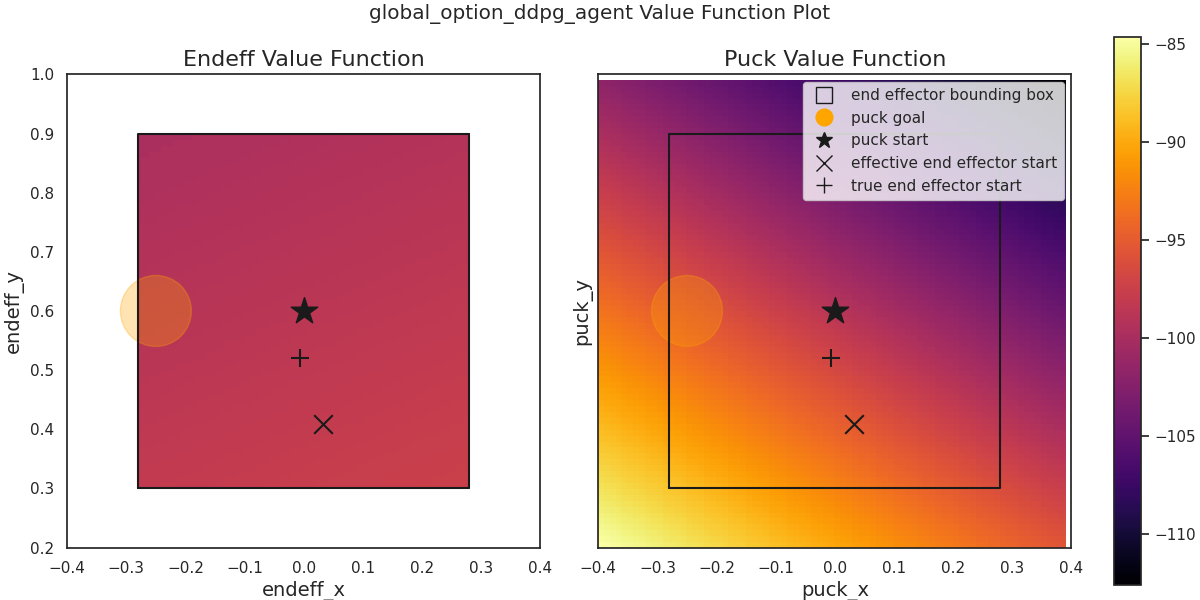 global_option_ddpg_agent Value Function Plot
Endeff Value Function
1.0
0.9
0.8
0.7
0.6
0.5
0.4
0.3
0.2
endeff_y
−0.4 −0.3 −0.2 −0.1 0.0 0.1 0.2 0.3 0.4
endeff_x
Puck Value Function
end effector bounding box
puck goal
puck start
effective end effector start
true end effector start
puck_y
−0.4 −0.3 −0.2 −0.1 0.0 0.1 0.2 0.3 0.4
puck_x
−85
−90
−95
−100
−105
−110